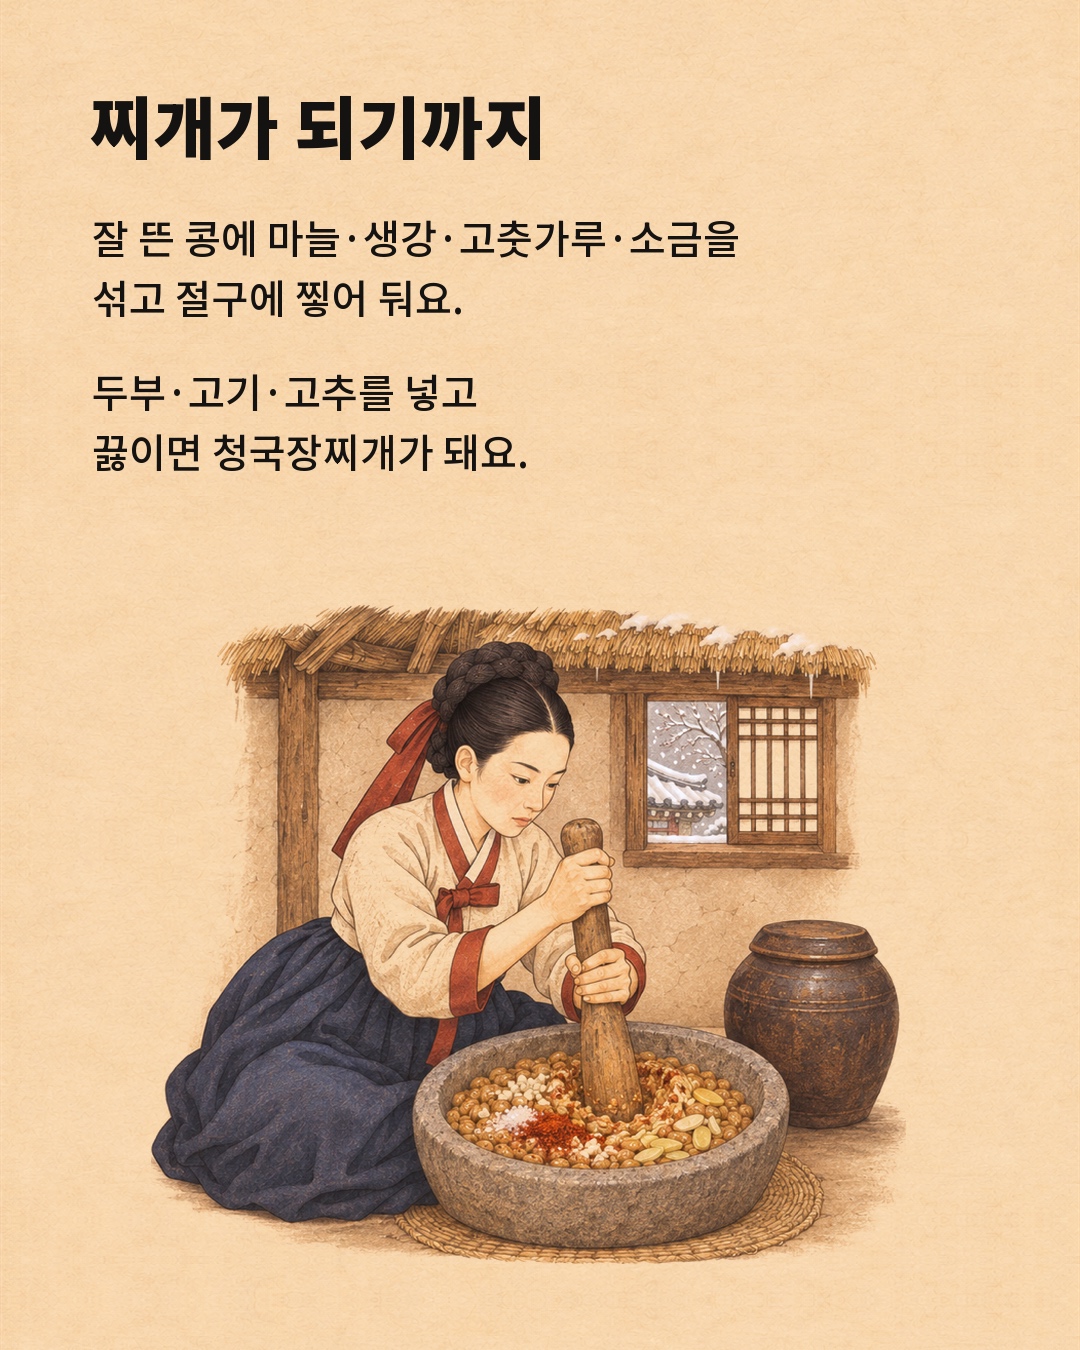 찌개가 되기까지
잘 뜬 콩에 마늘·생강·고춧가루·소금을
섞고 절구에 찧어 둬요.
두부·고기·고추를 넣고
끓이면 청국장찌개가 돼요.